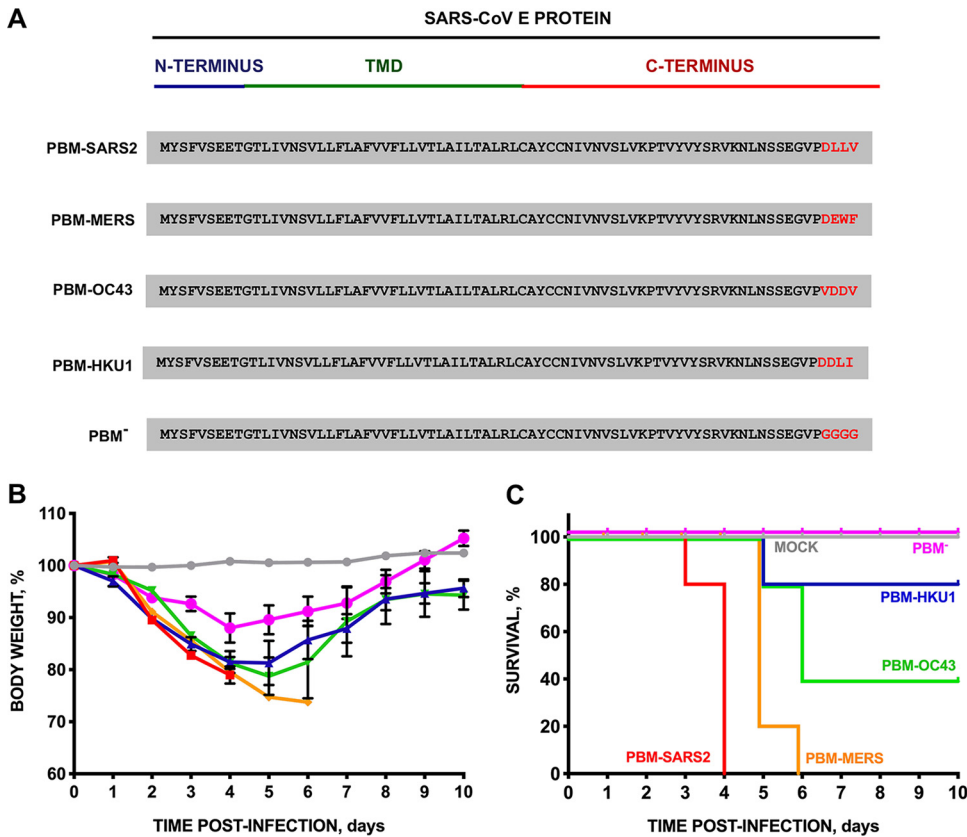 A
SARS-CoV E PROTEIN
N-TERMINUS TMD C-TERMINUS
PBM-SARS2 MYSFVSEETGTLIVNSVLLFLAFVVFLLVTLAILTALRLCAYCCNIVNVSLVKPTVYVYSRVKNLNSSEGVPDLLV
PBM-MERS MYSFVSEETGTLIVNSVLLFLAFVVFLLVTLAILTALRLCAYCCNIVNVSLVKPTVYVYSRVKNLNSSEGVPDEWF
PBM-OC43 MYSFVSEETGTLIVNSVLLFLAFVVFLLVTLAILTALRLCAYCCNIVNVSLVKPTVYVYSRVKNLNSSEGVPVDDV
PBM-HKU1 MYSFVSEETGTLIVNSVLLFLAFVVFLLVTLAILTALRLCAYCCNIVNVSLVKPTVYVYSRVKNLNSSEGVPDDLI
PBM⁻ MYSFVSEETGTLIVNSVLLFLAFVVFLLVTLAILTALRLCAYCCNIVNVSLVKPTVYVYSRVKNLNSSEGVPGGGG
B
BODY WEIGHT, %
110
100
90
80
70
60
0 1 2 3 4 5 6 7 8 9 10
TIME POST-INFECTION, days
C
SURVIVAL, %
100
80
60
40
20
0
MOCK PBM⁻
PBM-HKU1
PBM-OC43
PBM-SARS2 PBM-MERS
0 1 2 3 4 5 6 7 8 9 10
TIME POST-INFECTION, days